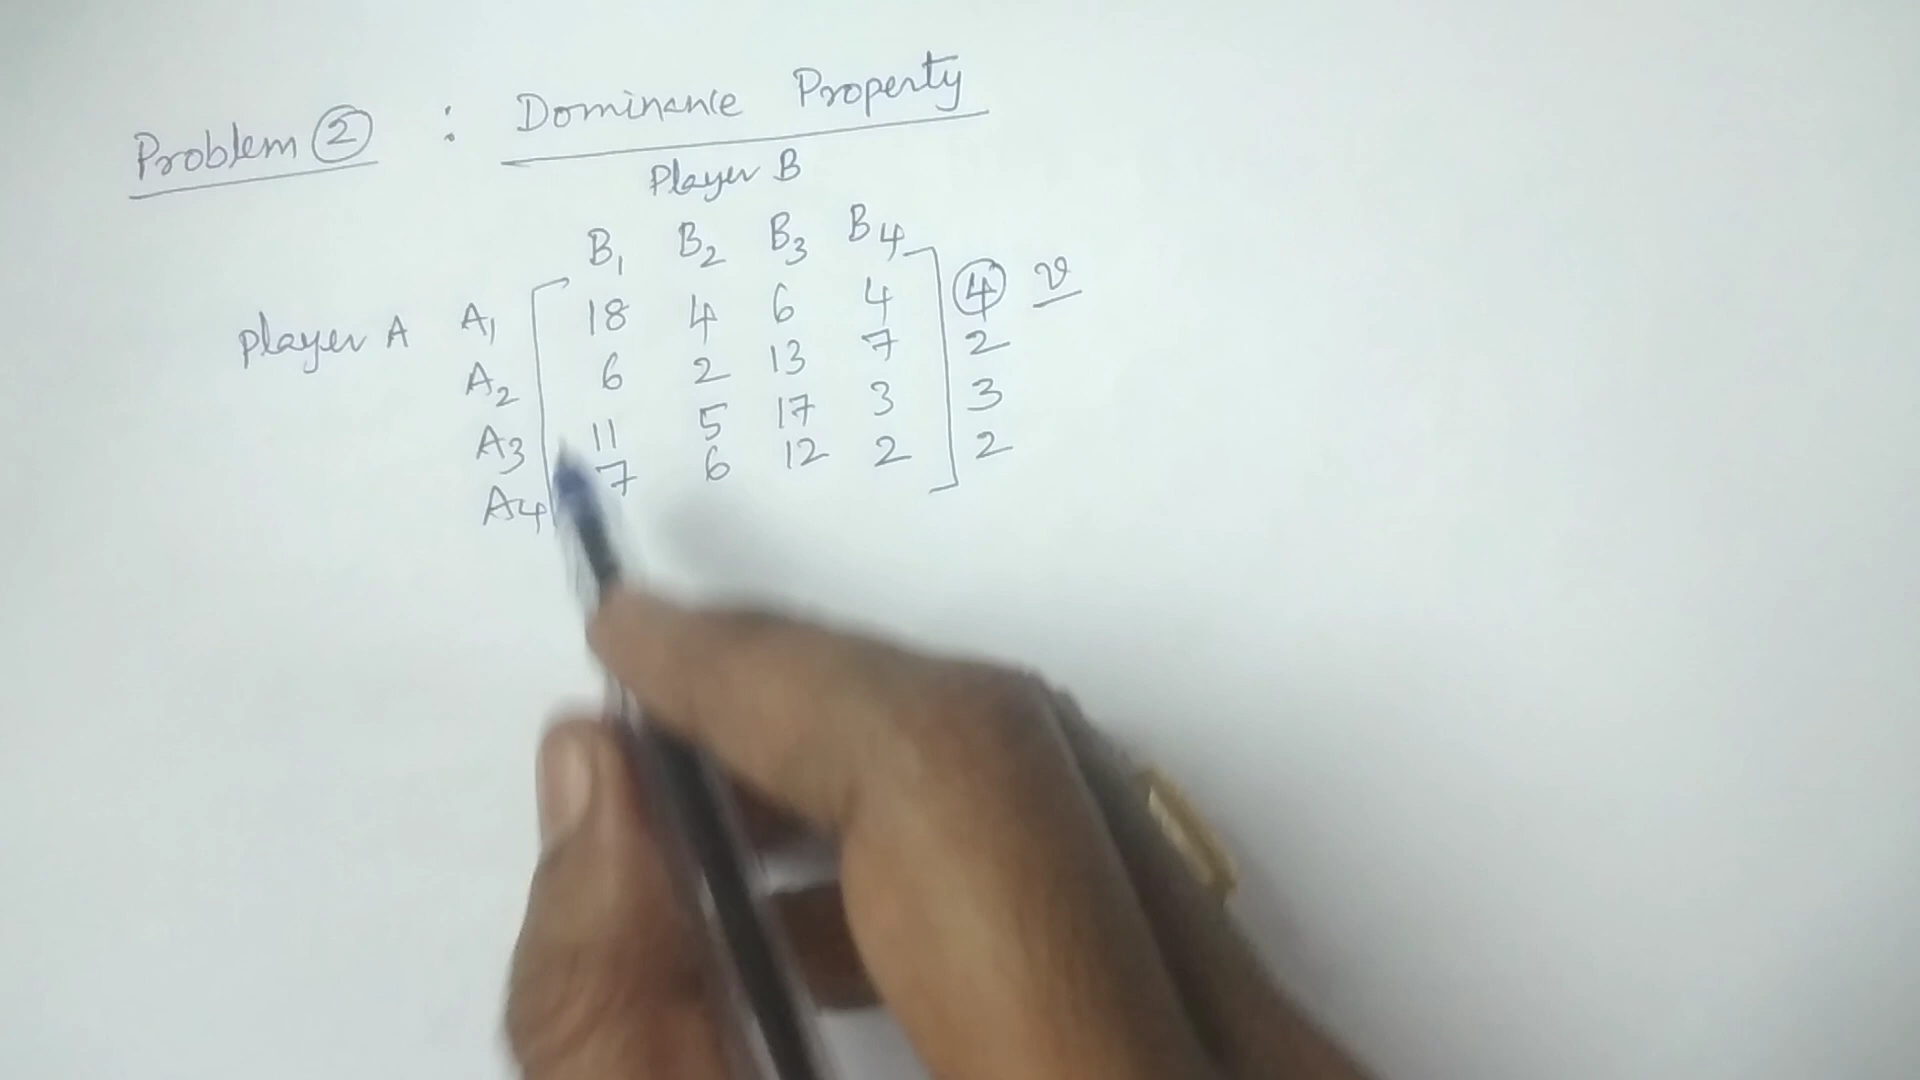 Problem 2 : Dominance Property
Player B
B1 B2 B3 B4
Player A A1 18 4 6 4 4 v
A2 6 2 13 7 2
A3 11 5 17 3 3
A4 7 6 12 2 2